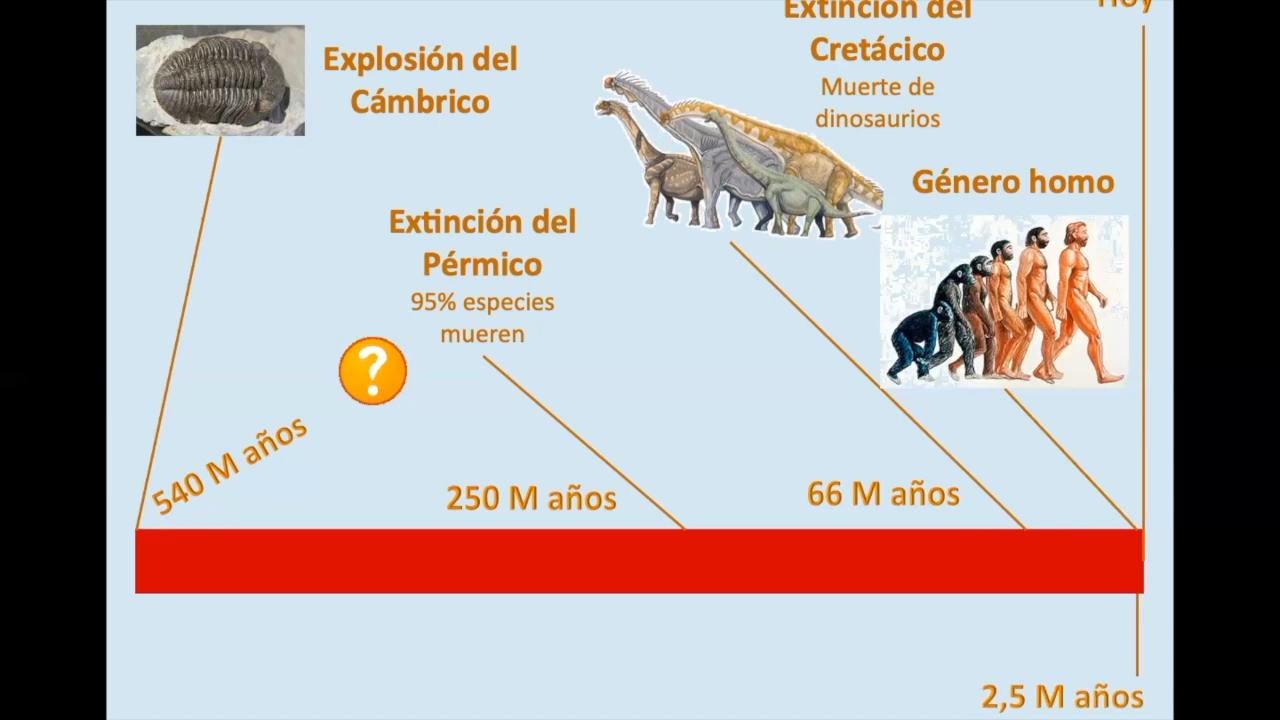 Explosión del
Cámbrico
Extinción del
Cretácico
Muerte de
dinosaurios
Hoy
Género homo
Extinción del
Pérmico
95% especies
mueren
?
540 M años
250 M años
66 M años
2,5 M años